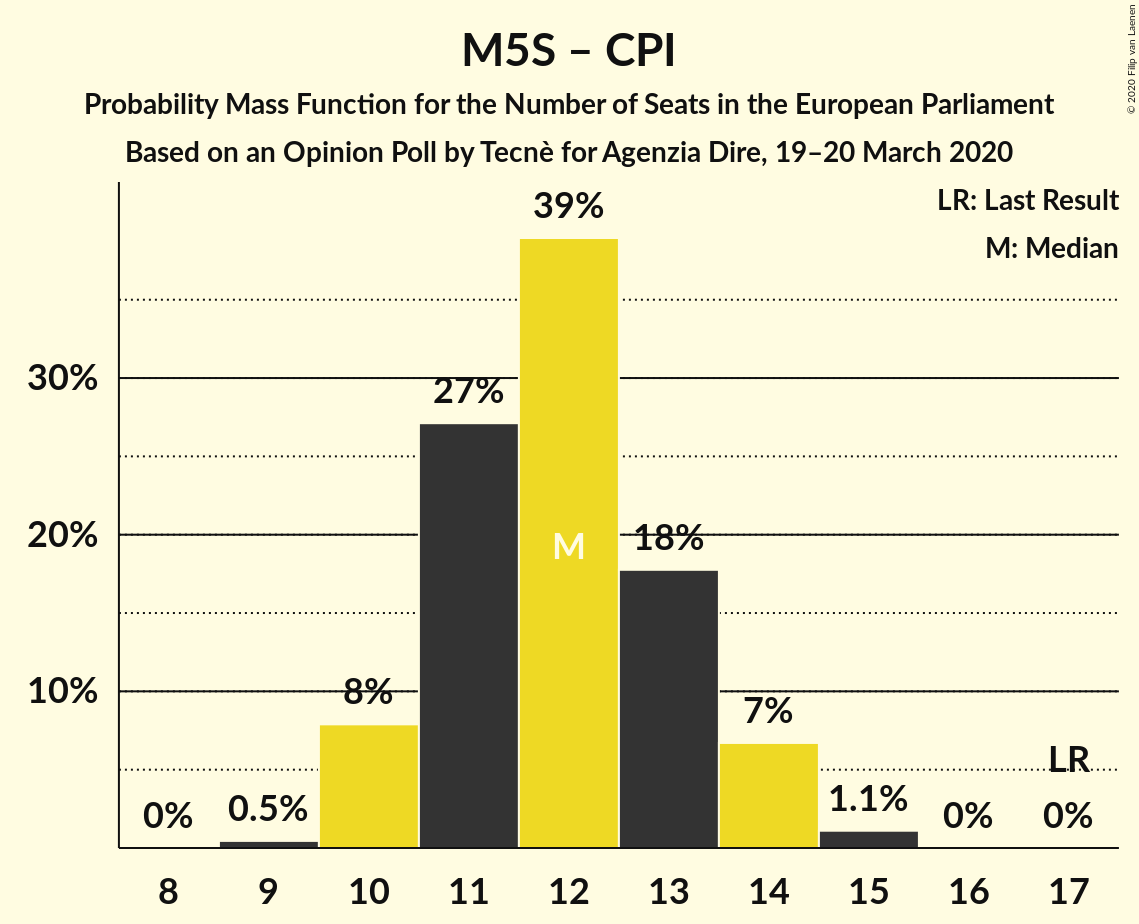 M5S – CPI
Probability Mass Function for the Number of Seats in the European Parliament
Based on an Opinion Poll by Tecnè for Agenzia Dire, 19–20 March 2020
© 2020 Filip van Laenen
LR: Last Result
M: Median
39%
30%
27%
20%
M
18%
10%
8%
7%
LR
0%
0.5%
1.1%
0%
0%
8 9 10 11 12 13 14 15 16 17